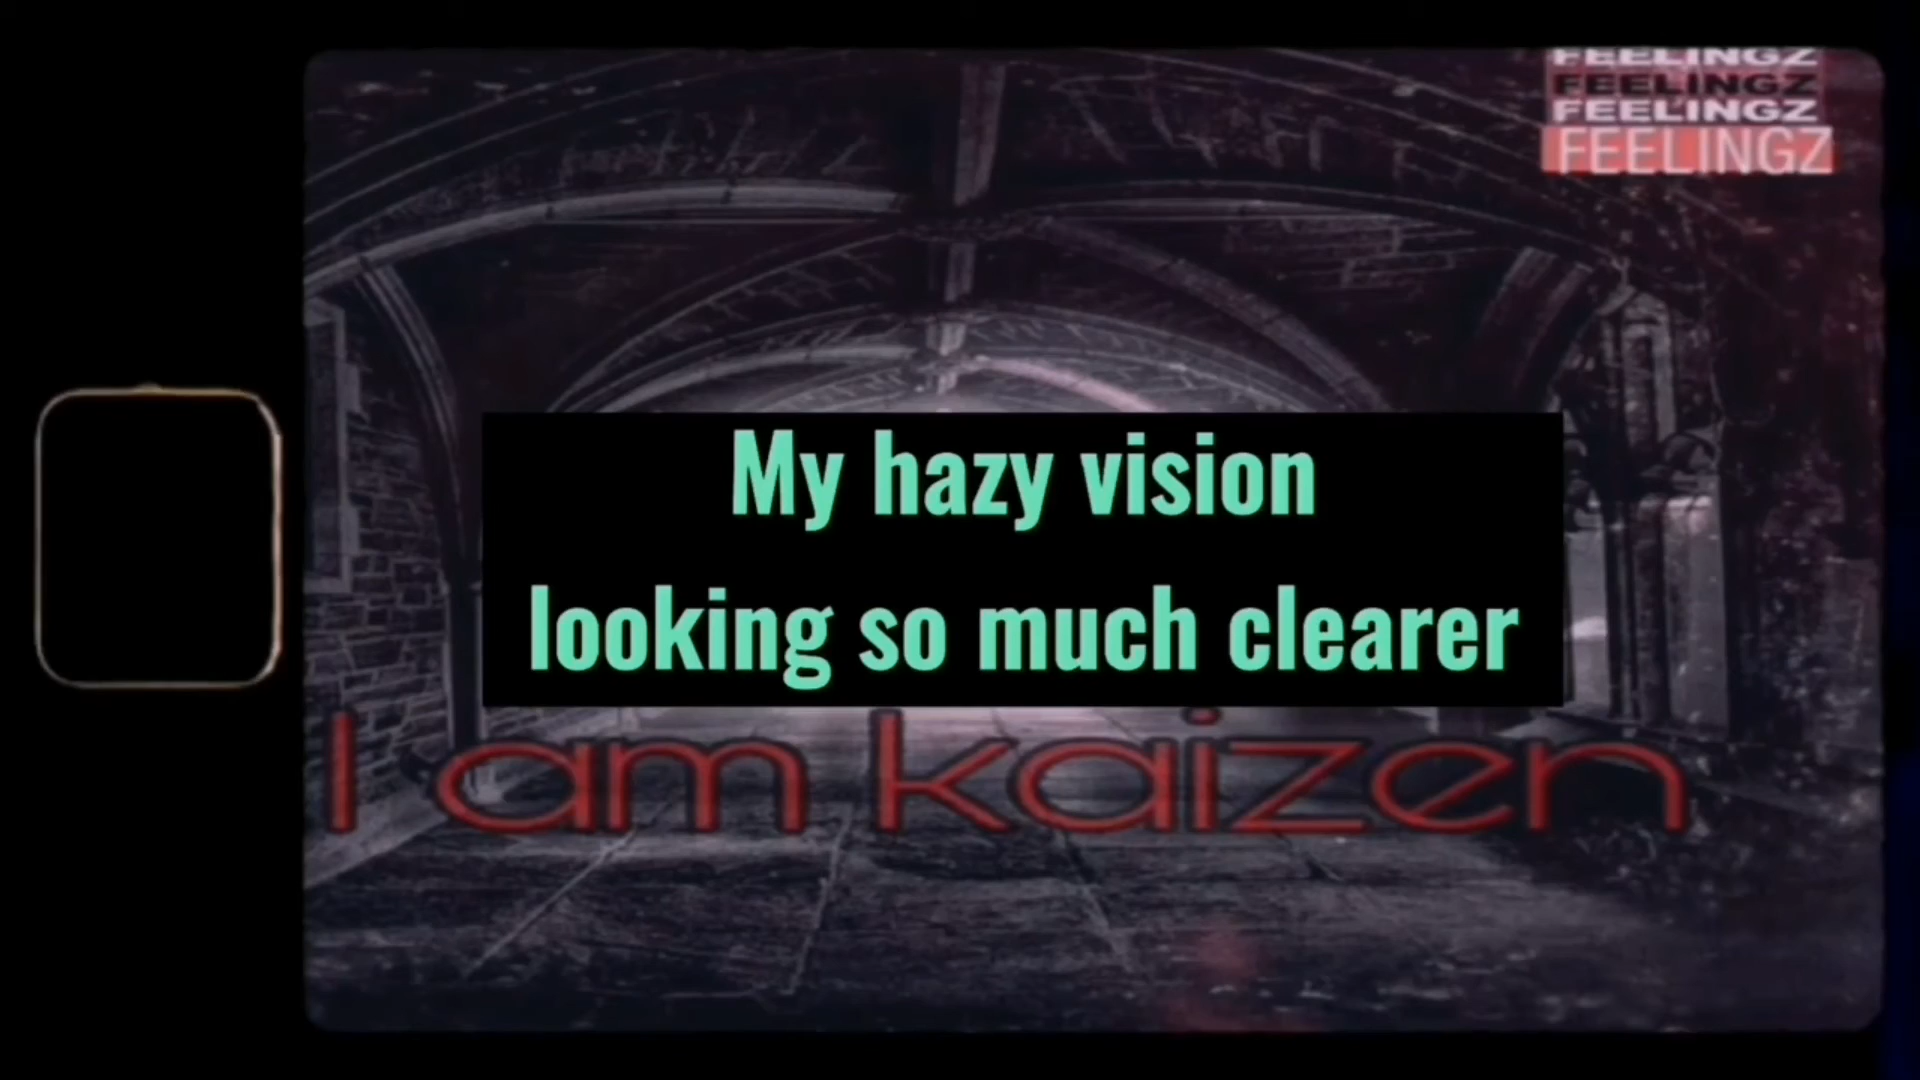 FEELINGZ
FEELINGZ
FEELINGZ
FEELINGZ
My hazy vision
looking so much clearer
I am kaizen